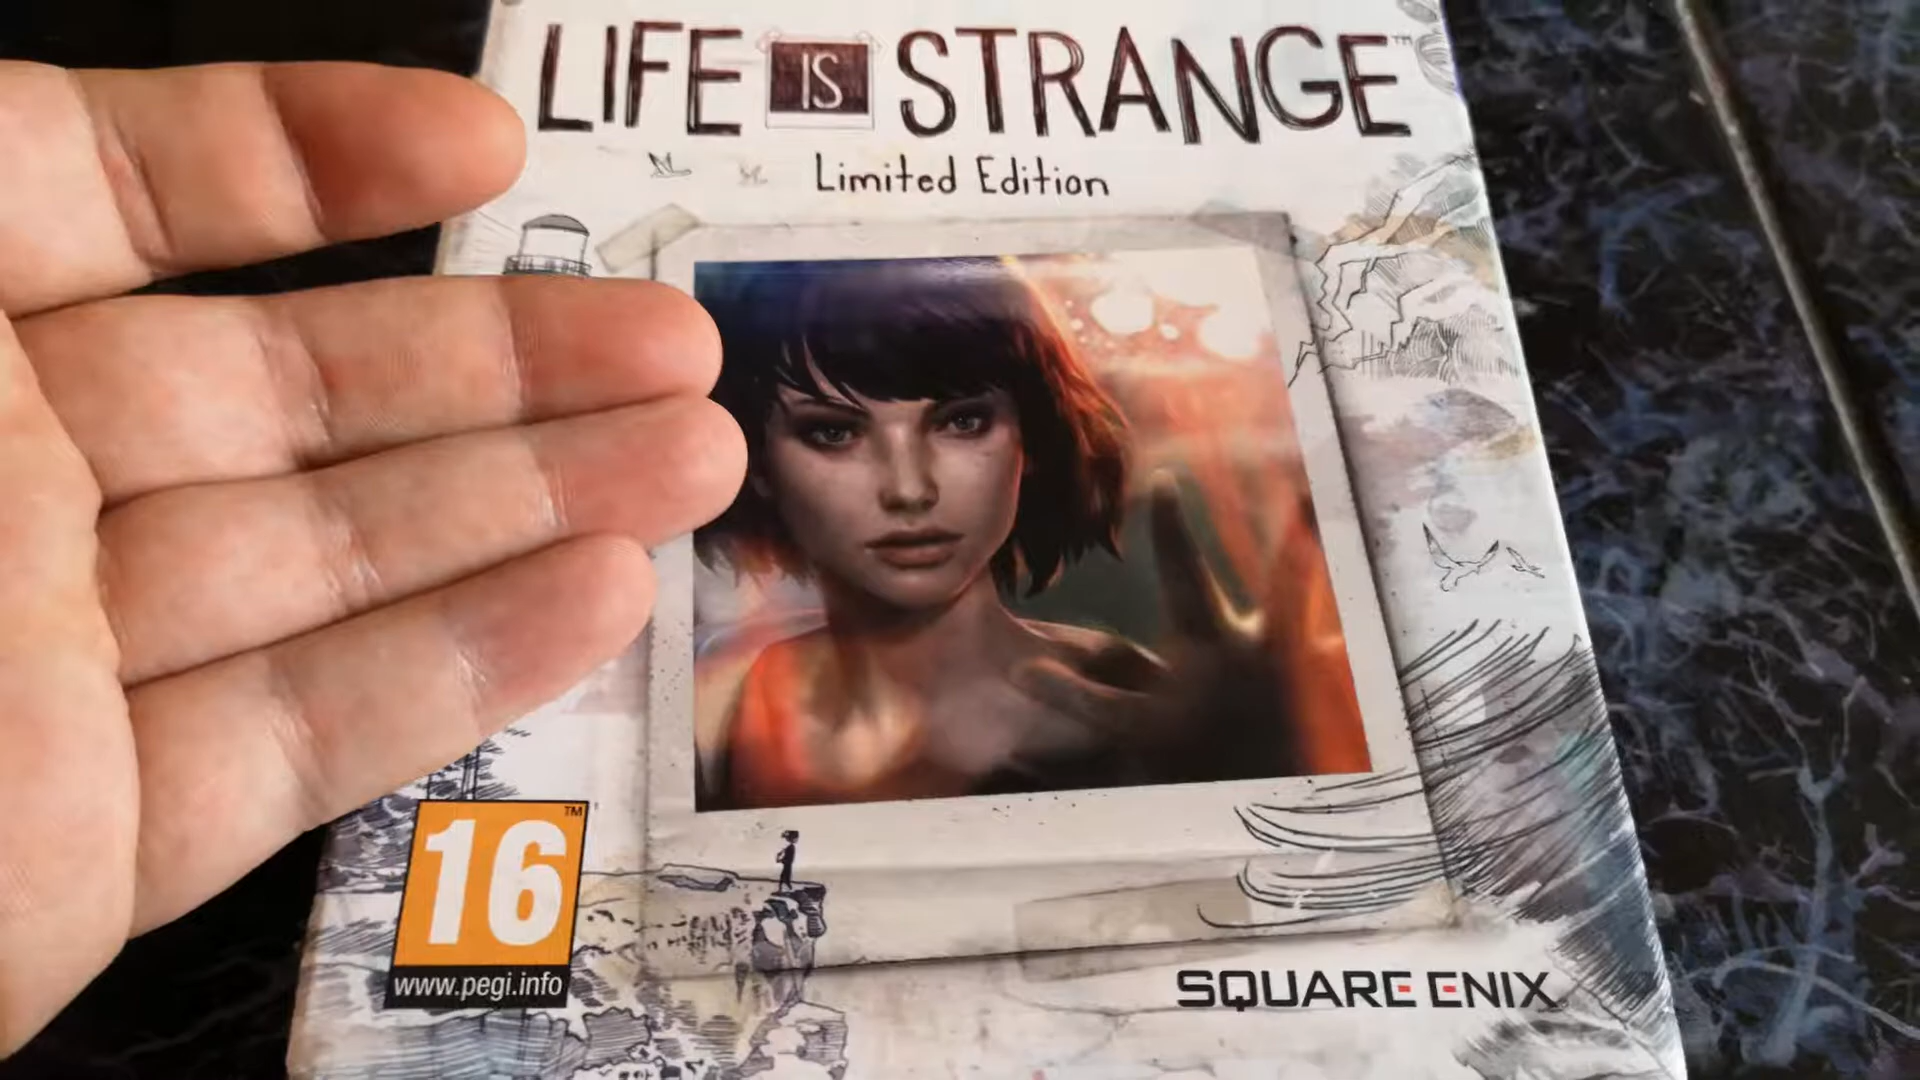 LIFE IS STRANGE™
Limited Edition
16™
www.pegi.info
SQUARE ENIX